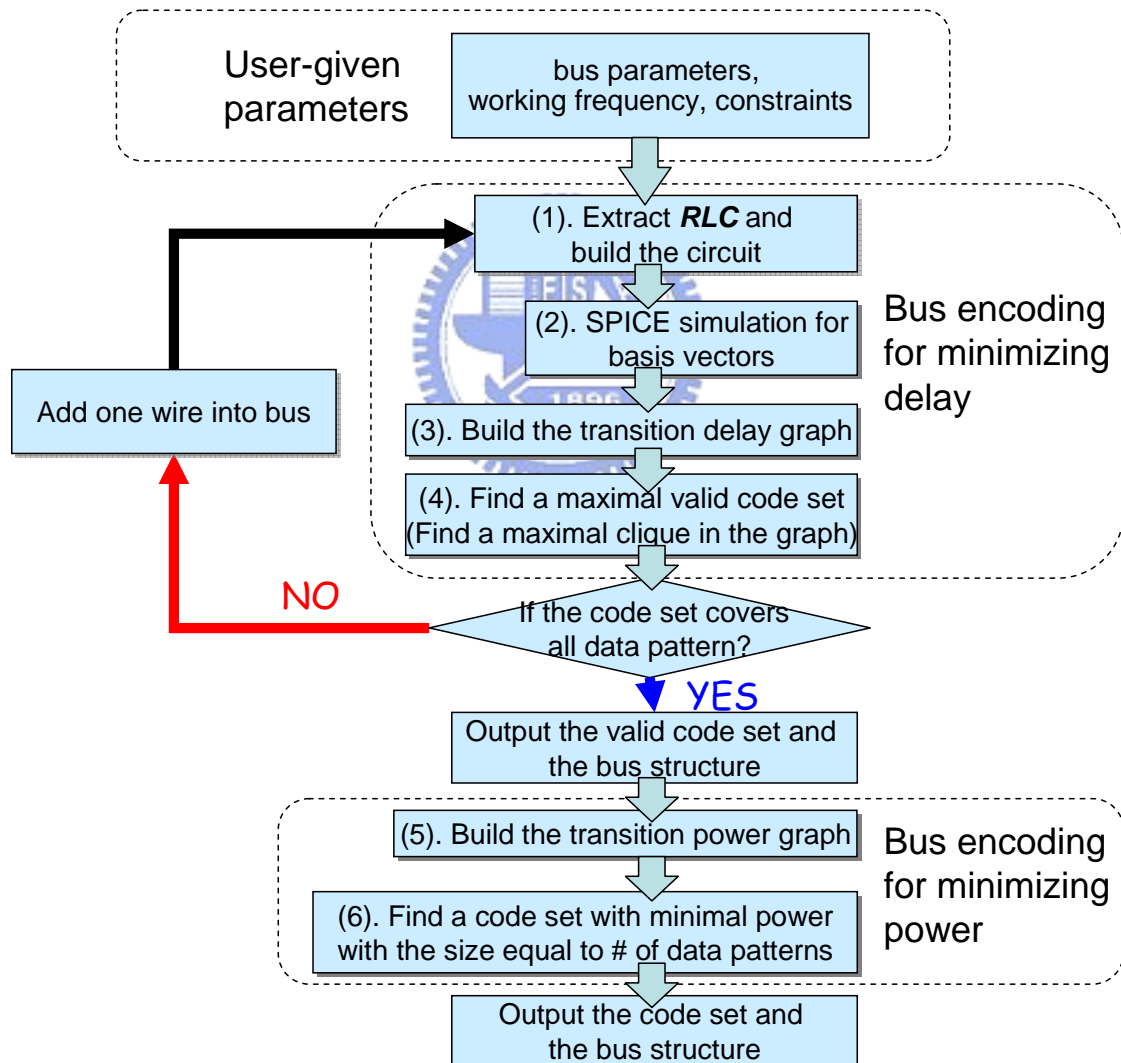 User-given
parameters
bus parameters,
working frequency, constraints
(1). Extract RLC and
build the circuit
(2). SPICE simulation for
basis vectors
Bus encoding
for minimizing
delay
Add one wire into bus
1896
(3). Build the transition delay graph
(4). Find a maximal valid code set
(Find a maximal clique in the graph)
NO
If the code set covers
all data pattern?
YES
Output the valid code set and
the bus structure
(5). Build the transition power graph
Bus encoding
for minimizing
power
(6). Find a code set with minimal power
with the size equal to # of data patterns
Output the code set and
the bus structure